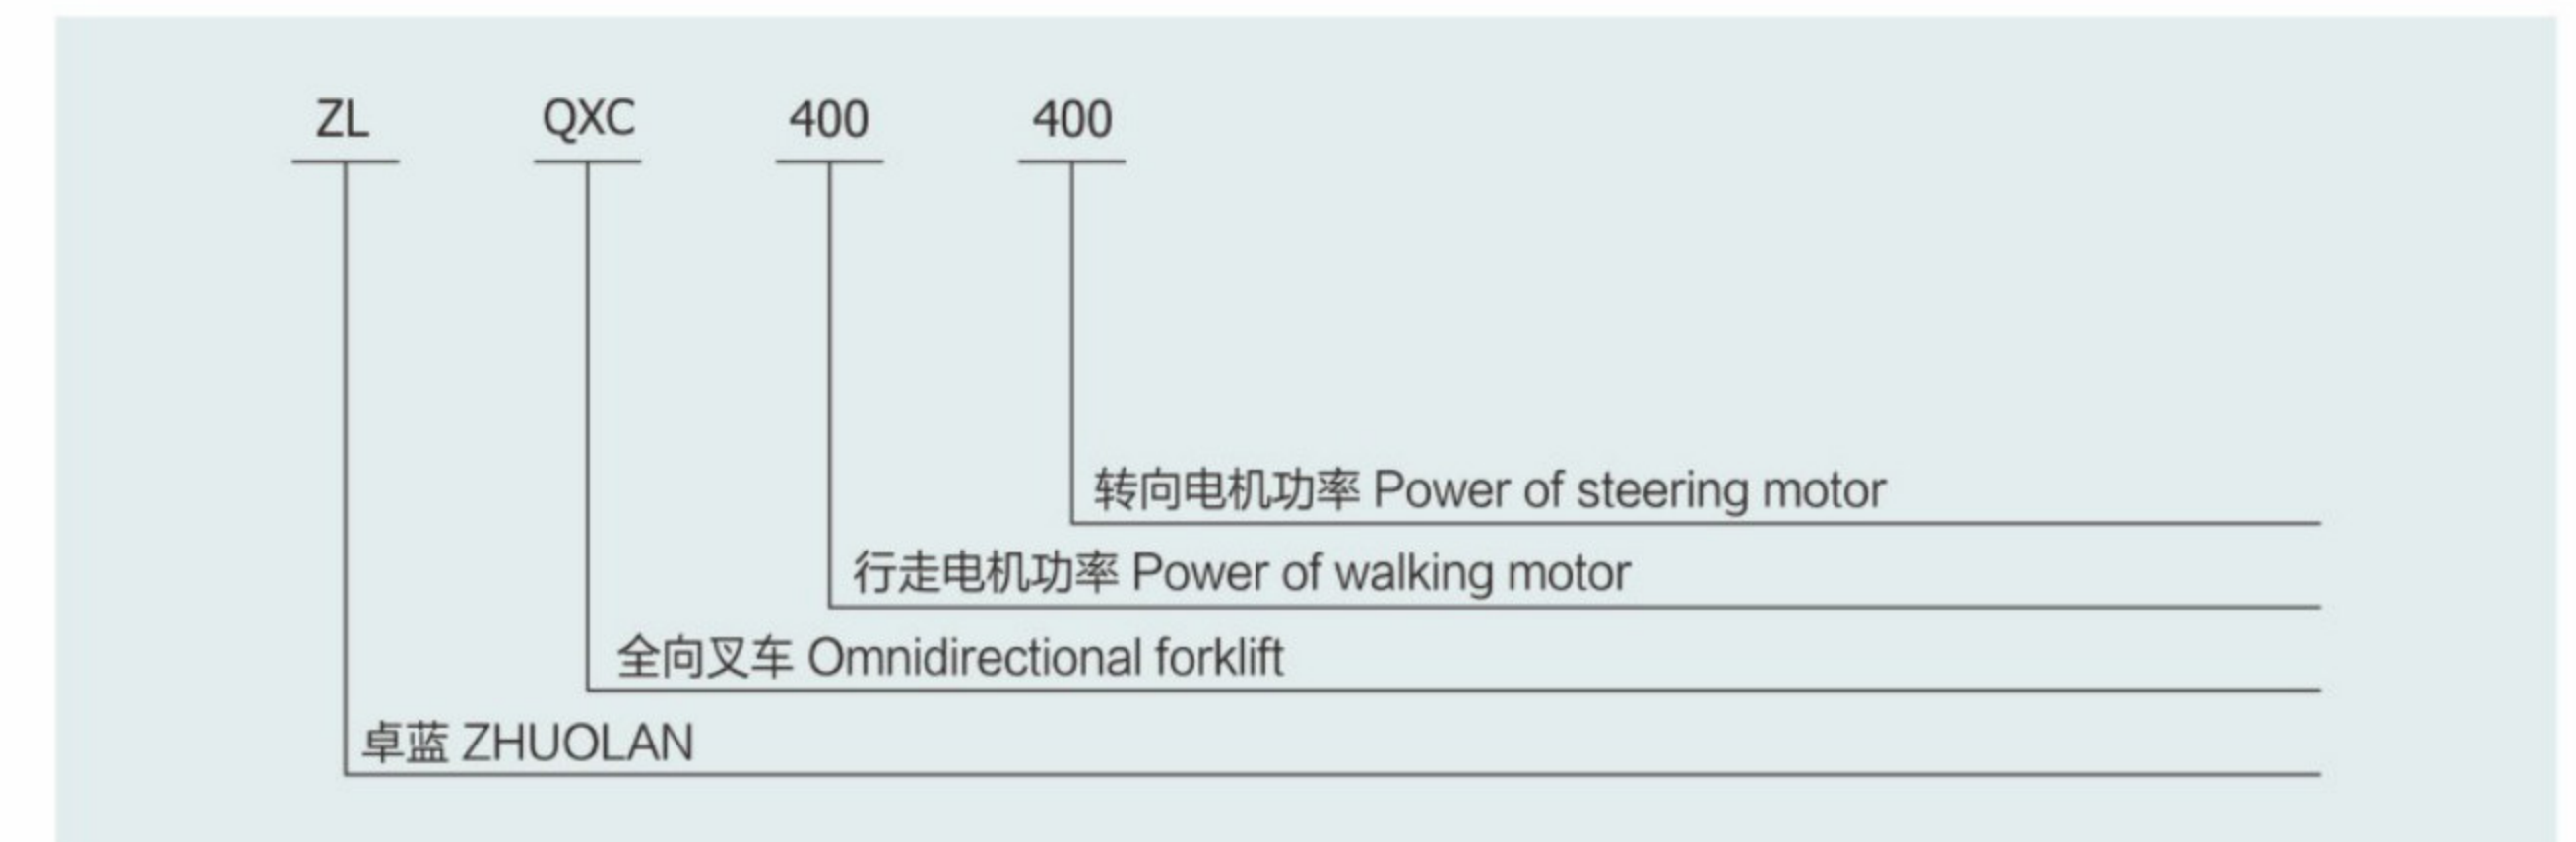 ZL QXC 400 400
转向电机功率 Power of steering motor
行走电机功率 Power of walking motor
全向叉车 Omnidirectional forklift
卓蓝 ZHUOLAN